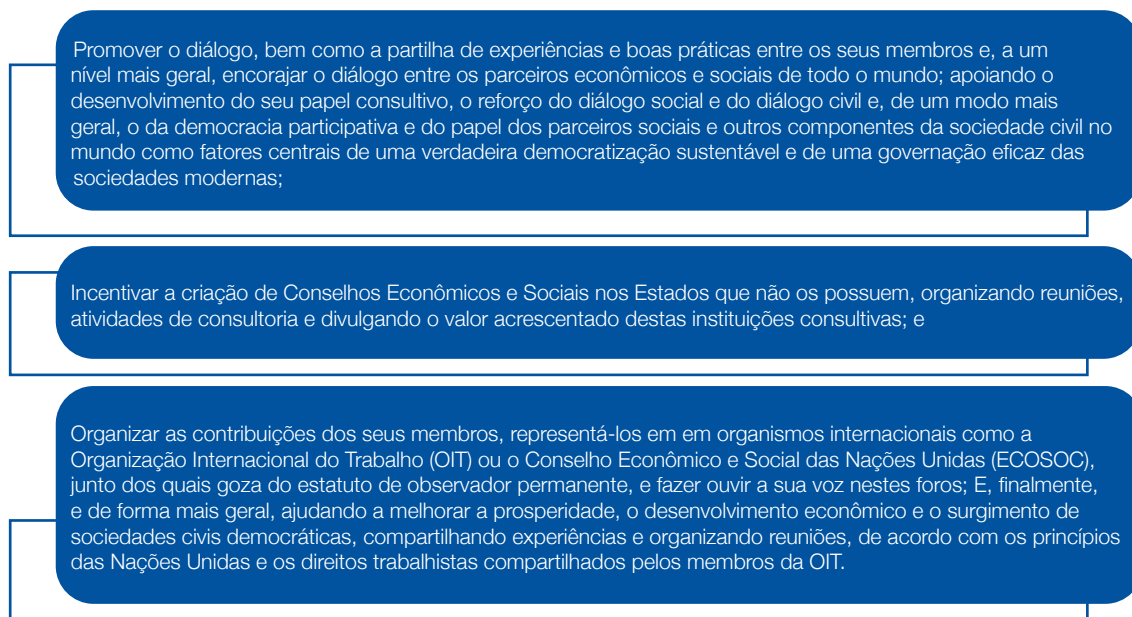 Promover o diálogo, bem como a partilha de experiências e boas práticas entre os seus membros e, a um
nível mais geral, encorajar o diálogo entre os parceiros econômicos e sociais de todo o mundo; apoiando o
desenvolvimento do seu papel consultivo, o reforço do diálogo social e do diálogo civil e, de um modo mais
geral, o da democracia participativa e do papel dos parceiros sociais e outros componentes da sociedade civil no
mundo como fatores centrais de uma verdadeira democratização sustentável e de uma governação eficaz das
sociedades modernas;
Incentivar a criação de Conselhos Econômicos e Sociais nos Estados que não os possuem, organizando reuniões,
atividades de consultoria e divulgando o valor acrescentado destas instituições consultivas; e
Organizar as contribuições dos seus membros, representá-los em em organismos internacionais como a
Organização Internacional do Trabalho (OIT) ou o Conselho Econômico e Social das Nações Unidas (ECOSOC),
junto dos quais goza do estatuto de observador permanente, e fazer ouvir a sua voz nestes foros; E, finalmente,
e de forma mais geral, ajudando a melhorar a prosperidade, o desenvolvimento econômico e o surgimento de
sociedades civis democráticas, compartilhando experiências e organizando reuniões, de acordo com os princípios
das Nações Unidas e os direitos trabalhistas compartilhados pelos membros da OIT.